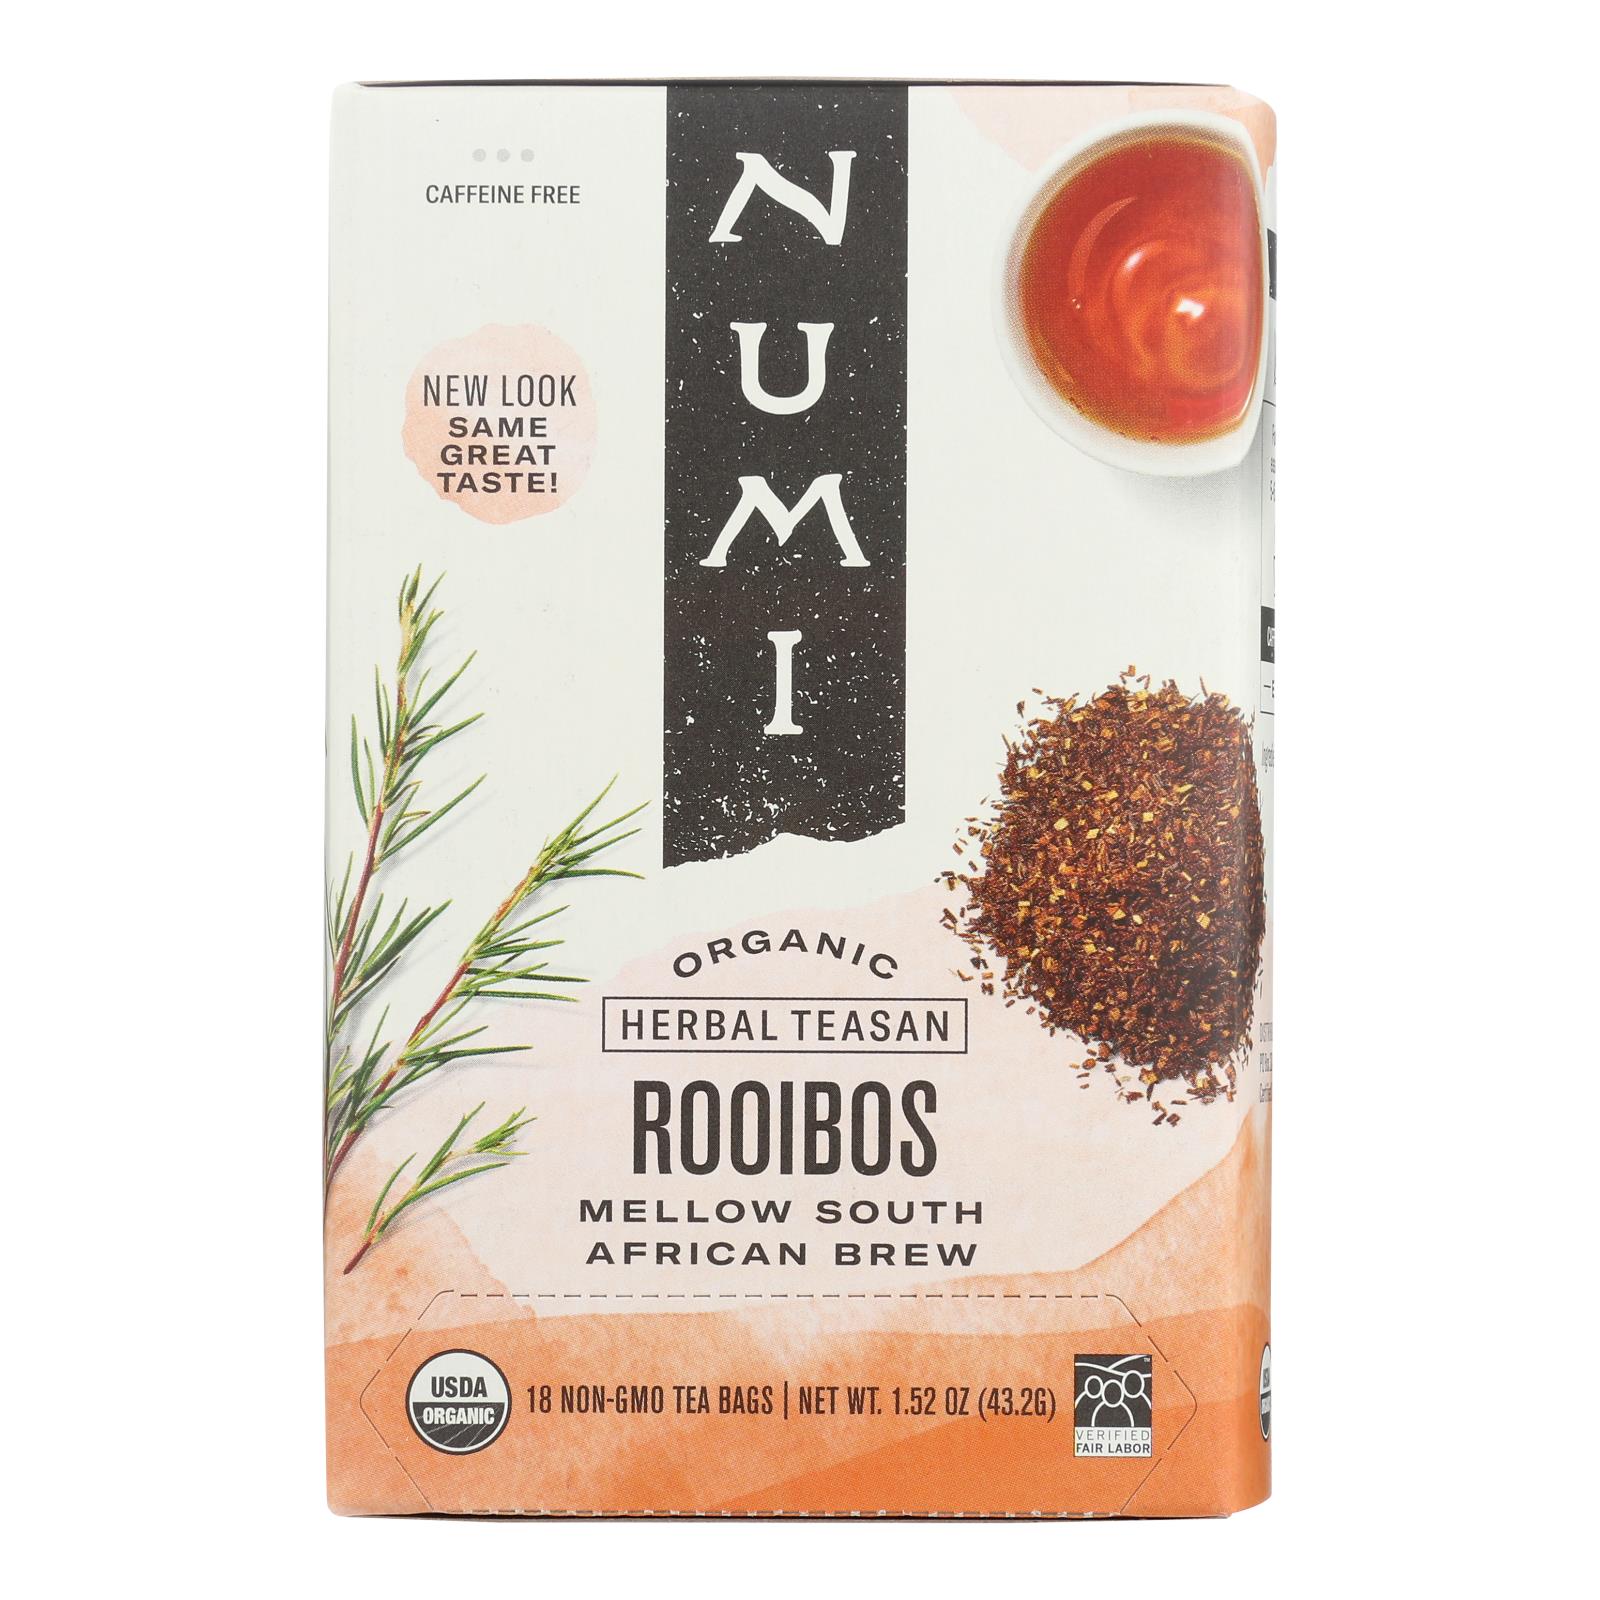 CAFFEINE FREE
NUMI
NEW LOOK
SAME
GREAT
TASTE!
ORGANIC
HERBAL TEASAN
ROOIBOS
MELLOW SOUTH
AFRICAN BREW
USDA
ORGANIC
18 NON-GMO TEA BAGS | NET WT. 1.52 OZ (43.2G)
VERIFIED
FAIR LABOR
TM